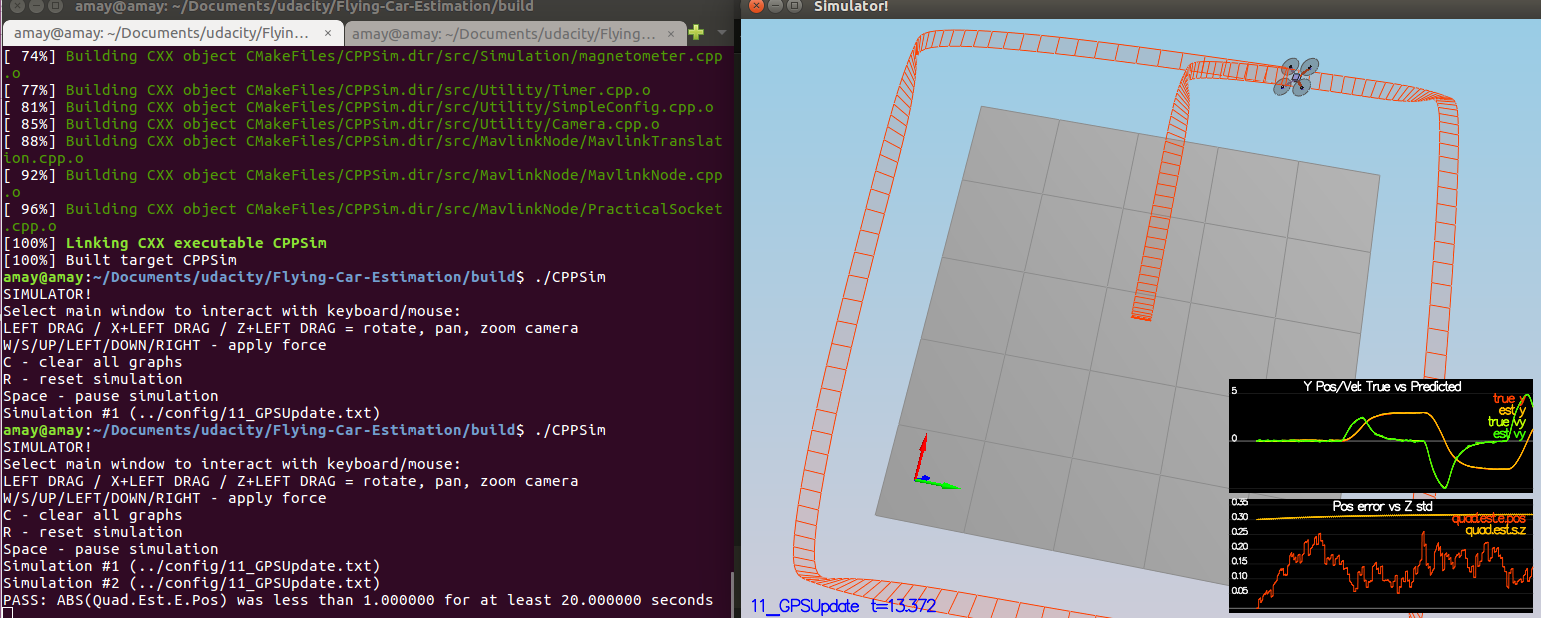 amay@amay: ~/Documents/udacity/Flying-Car-Estimation/build
amay@amay: ~/Documents/udacity/Flyin... ×
amay@amay: ~/Documents/udacity/Flying... ×
[ 74%] Building CXX object CMakeFiles/CPPSim.dir/src/Simulation/magnetometer.cpp
.o
[ 77%] Building CXX object CMakeFiles/CPPSim.dir/src/Utility/Timer.cpp.o
[ 81%] Building CXX object CMakeFiles/CPPSim.dir/src/Utility/SimpleConfig.cpp.o
[ 85%] Building CXX object CMakeFiles/CPPSim.dir/src/Utility/Camera.cpp.o
[ 88%] Building CXX object CMakeFiles/CPPSim.dir/src/MavlinkNode/MavlinkTranslat
ion.cpp.o
[ 92%] Building CXX object CMakeFiles/CPPSim.dir/src/MavlinkNode/MavlinkNode.cpp
.o
[ 96%] Building CXX object CMakeFiles/CPPSim.dir/src/MavlinkNode/PracticalSocket
.cpp.o
[100%] Linking CXX executable CPPSim
[100%] Built target CPPSim
amay@amay:~/Documents/udacity/Flying-Car-Estimation/build$ ./CPPSim
SIMULATOR!
Select main window to interact with keyboard/mouse:
LEFT DRAG / X+LEFT DRAG / Z+LEFT DRAG = rotate, pan, zoom camera
W/S/UP/LEFT/DOWN/RIGHT - apply force
C - clear all graphs
R - reset simulation
Space - pause simulation
Simulation #1 (../config/11_GPSUpdate.txt)
amay@amay:~/Documents/udacity/Flying-Car-Estimation/build$ ./CPPSim
SIMULATOR!
Select main window to interact with keyboard/mouse:
LEFT DRAG / X+LEFT DRAG / Z+LEFT DRAG = rotate, pan, zoom camera
W/S/UP/LEFT/DOWN/RIGHT - apply force
C - clear all graphs
R - reset simulation
Space - pause simulation
Simulation #1 (../config/11_GPSUpdate.txt)
Simulation #2 (../config/11_GPSUpdate.txt)
PASS: ABS(Quad.Est.E.Pos) was less than 1.000000 for at least 20.000000 seconds
Simulator!
Y Pos/Vel: True vs Predicted
5
0
true y
est y
true vy
est vy
Pos error vs Z std
0.35
0.30
0.25
0.20
0.15
0.10
0.05
quad.est.e.pos
quad.est.s.z
11_GPSUpdate t=13.372